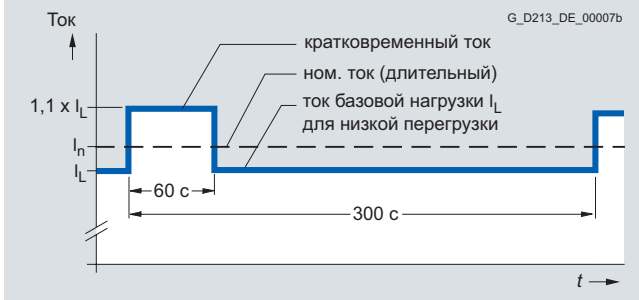 Ток
G_D213_DE_00007b
кратковременный ток
ном. ток (длительный)
1,1 x IL
ток базовой нагрузки IL
для низкой перегрузки
In
IL
60 с
300 с
t